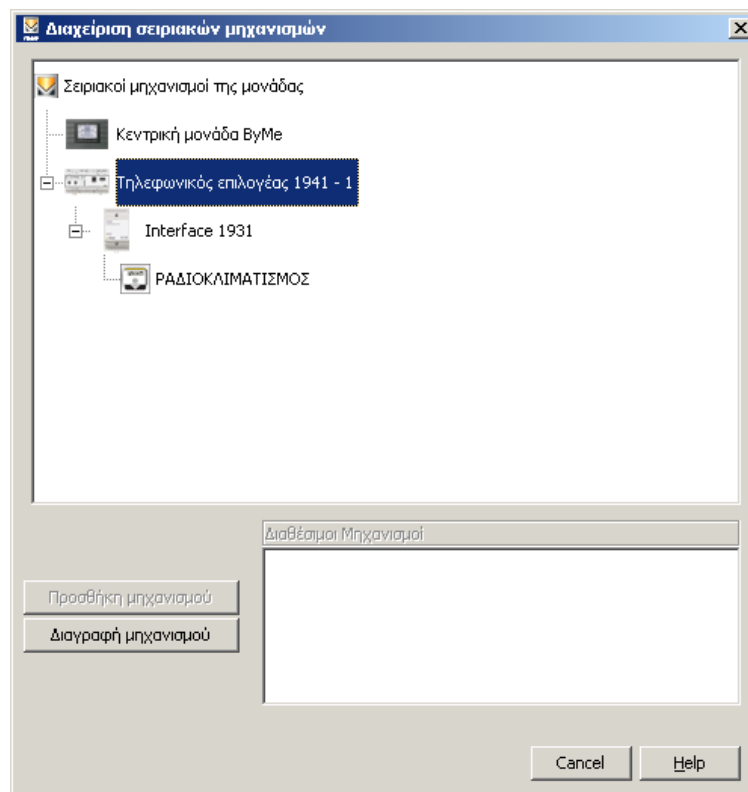 Διαχείριση σειριακών μηχανισμών
Σειριακοί μηχανισμοί της μονάδας
Κεντρική μονάδα ByMe
Τηλεφωνικός επιλογέας 1941 - 1
Interface 1931
ΡΑΔΙΟΚΛΙΜΑΤΙΣΜΟΣ
Διαθέσιμοι Μηχανισμοί
Προσθήκη μηχανισμού
Διαγραφή μηχανισμού
Cancel
Help